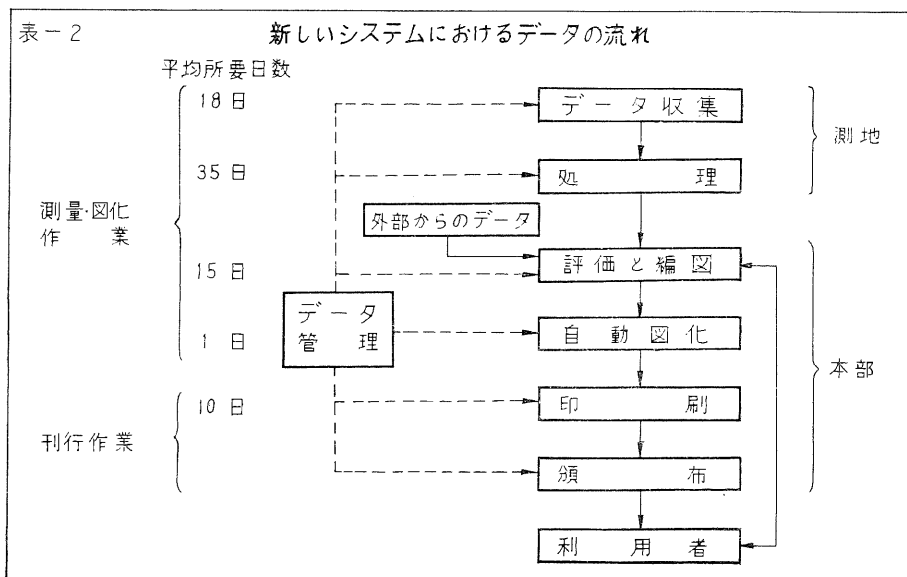 表-2 新しいシステムにおけるデータの流れ
平均所要日数
18日 データ収集
測地
35日 処理
測量・図化
作業
外部からのデータ
15日 評価と編図
データ
管理
1日 自動図化
本部
10日 印刷
刊行作業
頒布
利用者